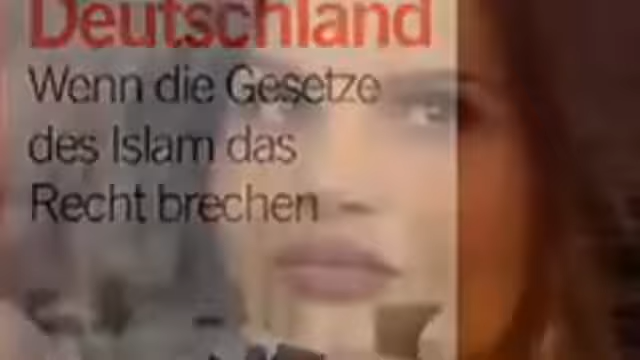 Deutschland
Wenn die Gesetze
des Islam das
Recht brechen